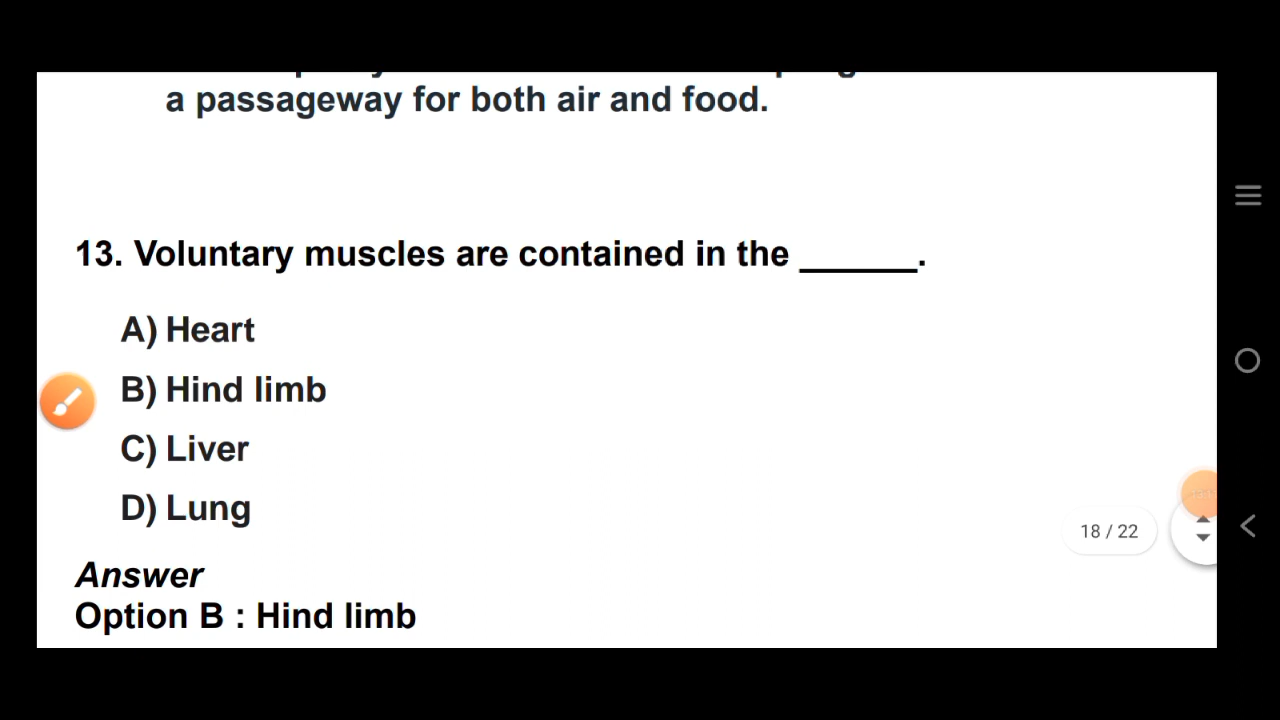 a passageway for both air and food.
13. Voluntary muscles are contained in the ______.
A) Heart
B) Hind limb
C) Liver
D) Lung
18 / 22
Answer
Option B : Hind limb